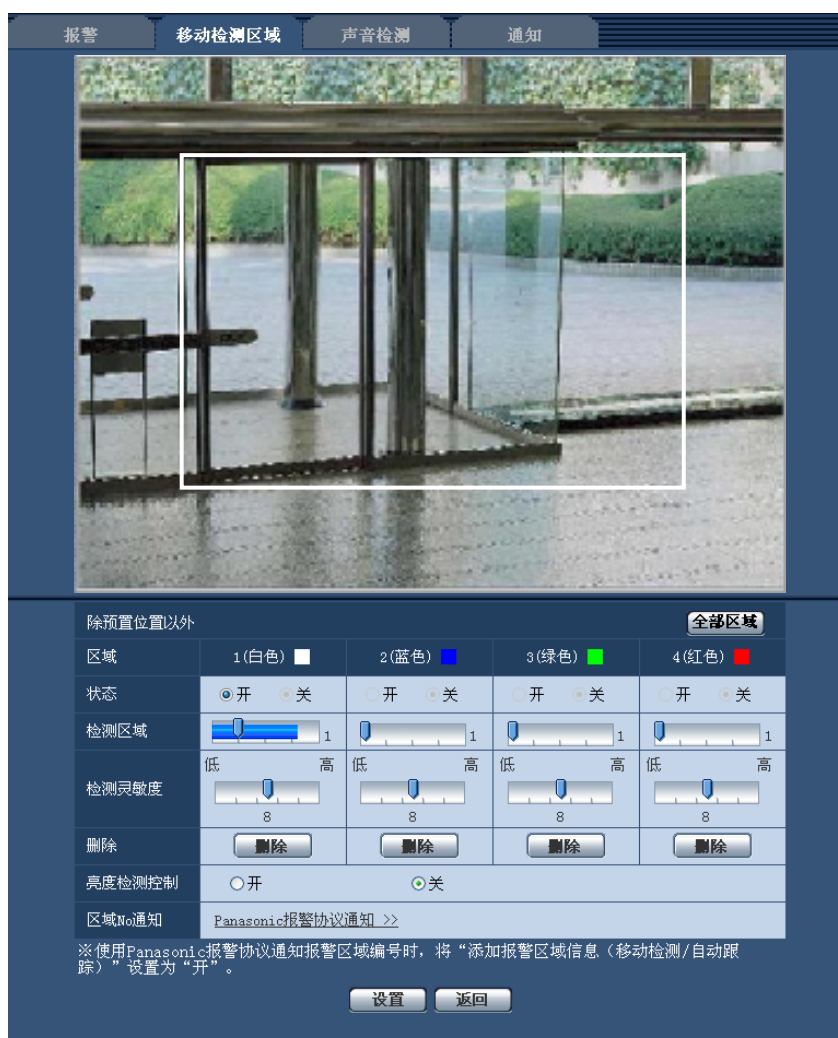 报警 移动检测区域 声音检测 通知
除预置位置以外 全部区域
区域 1(白色) 2(蓝色) 3(绿色) 4(红色)
状态 开 关 开 关 开 关 开 关
检测区域 1 1 1 1
低 高 低 高 低 高 低 高
检测灵敏度
8 8 8 8
删除 删除 删除 删除 删除
亮度检测控制 开 关
区域No通知 Panasonic报警协议通知 >>
※使用Panasonic报警协议通知报警区域编号时，将“添加报警区域信息（移动检测/自动跟
踪）”设置为“开”。
设置 返回